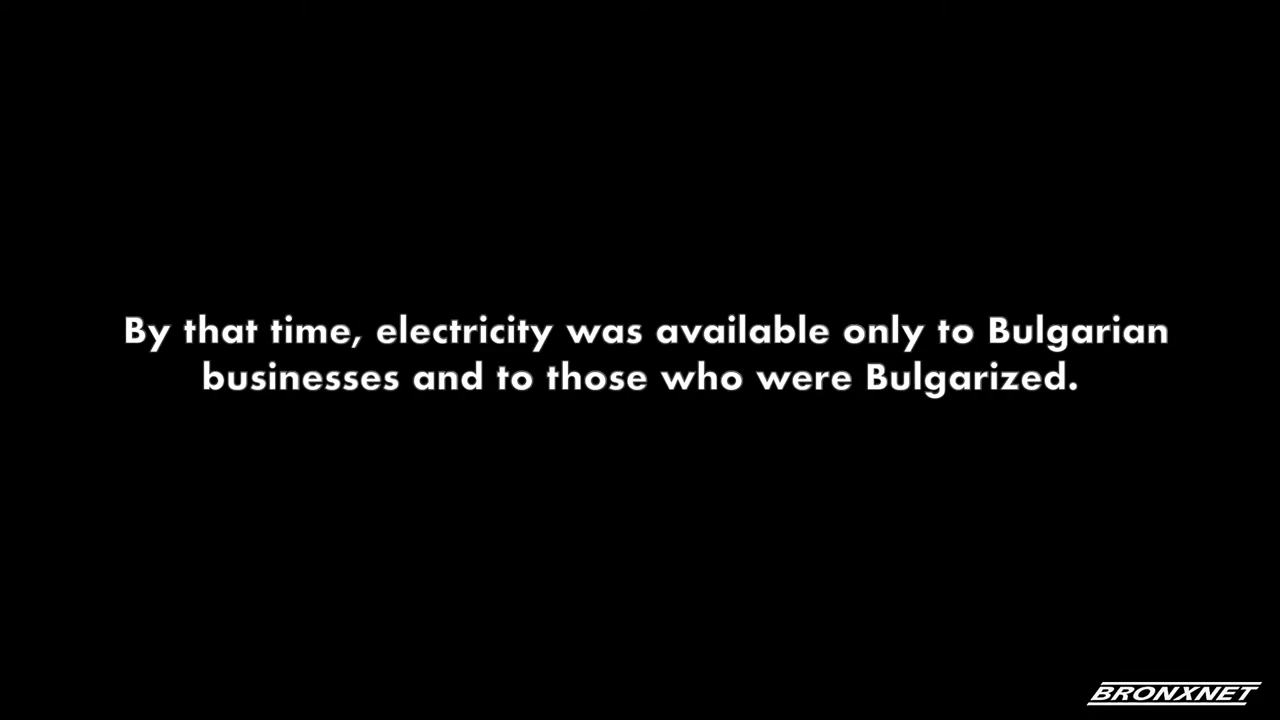 By that time, electricity was available only to Bulgarian
businesses and to those who were Bulgarized.
BRONXNET